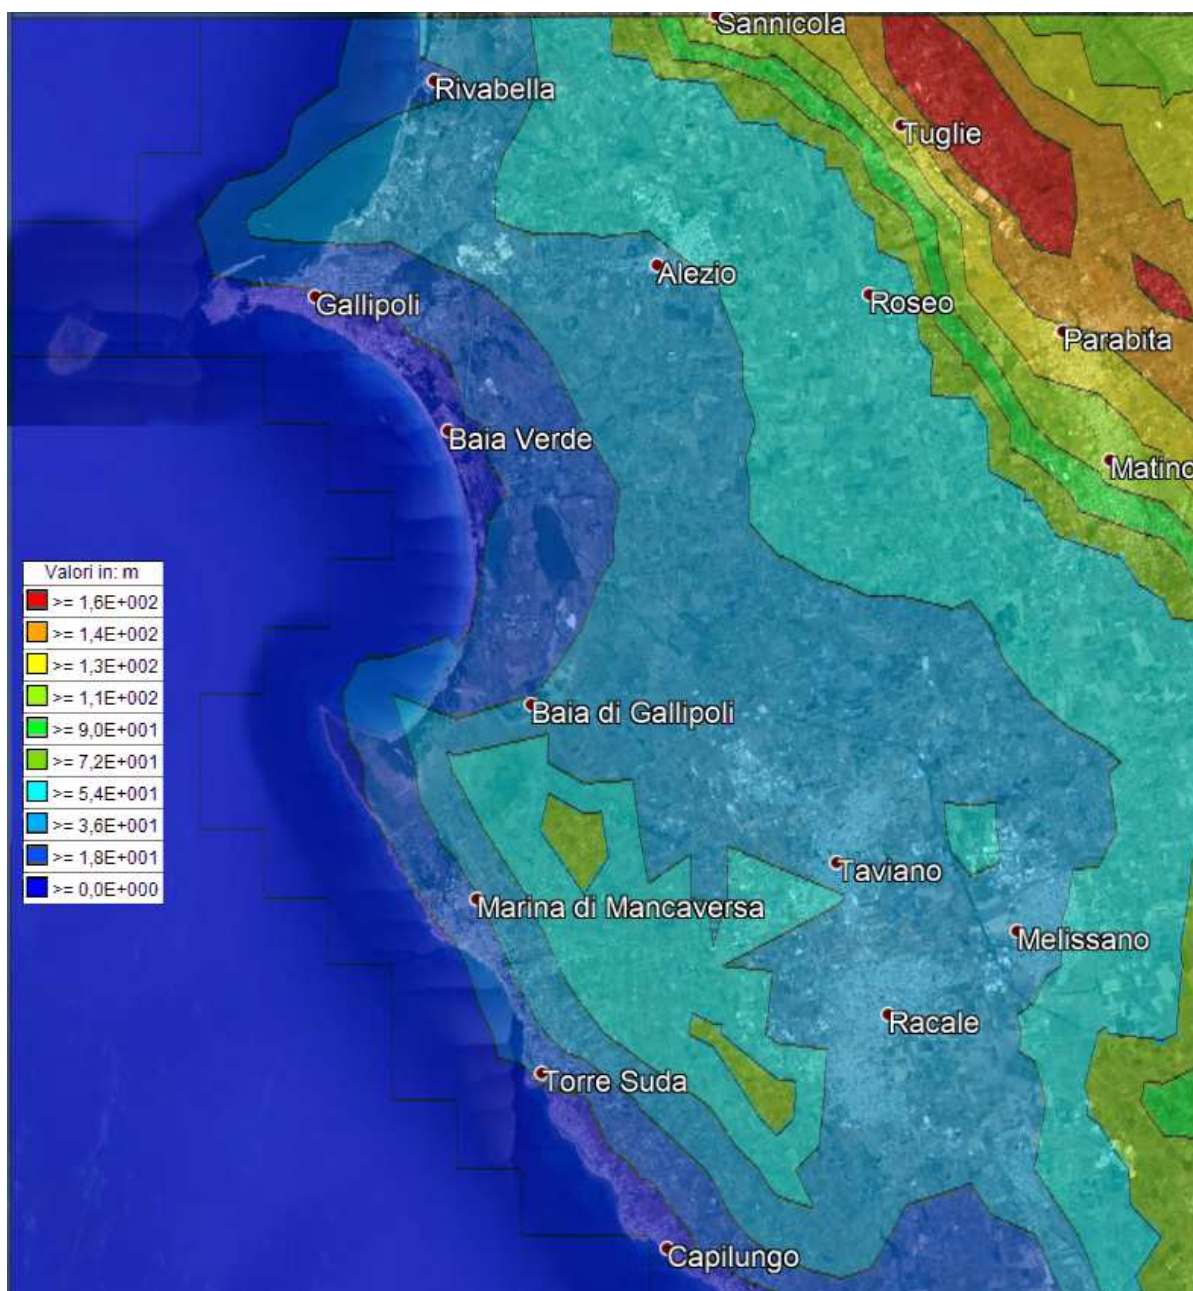 Sannicola
Rivabella
Tuglie
Alezio
Gallipoli
Roseo
Parabita
Baia Verde
Matino
Valori in: m
>= 1,6E+002
>= 1,4E+002
>= 1,3E+002
>= 1,1E+002
>= 9,0E+001
>= 7,2E+001
>= 5,4E+001
>= 3,6E+001
>= 1,8E+001
>= 0,0E+000
Baia di Gallipoli
Taviano
Marina di Mancaversa
Melissano
Racale
Torre Suda
Capilungo